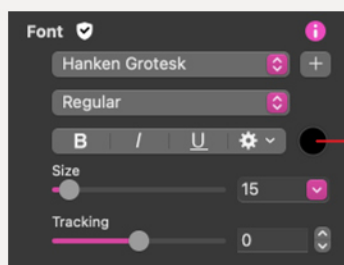 Font
Hanken Grotesk
Regular
B I U
Size
15
Tracking
0